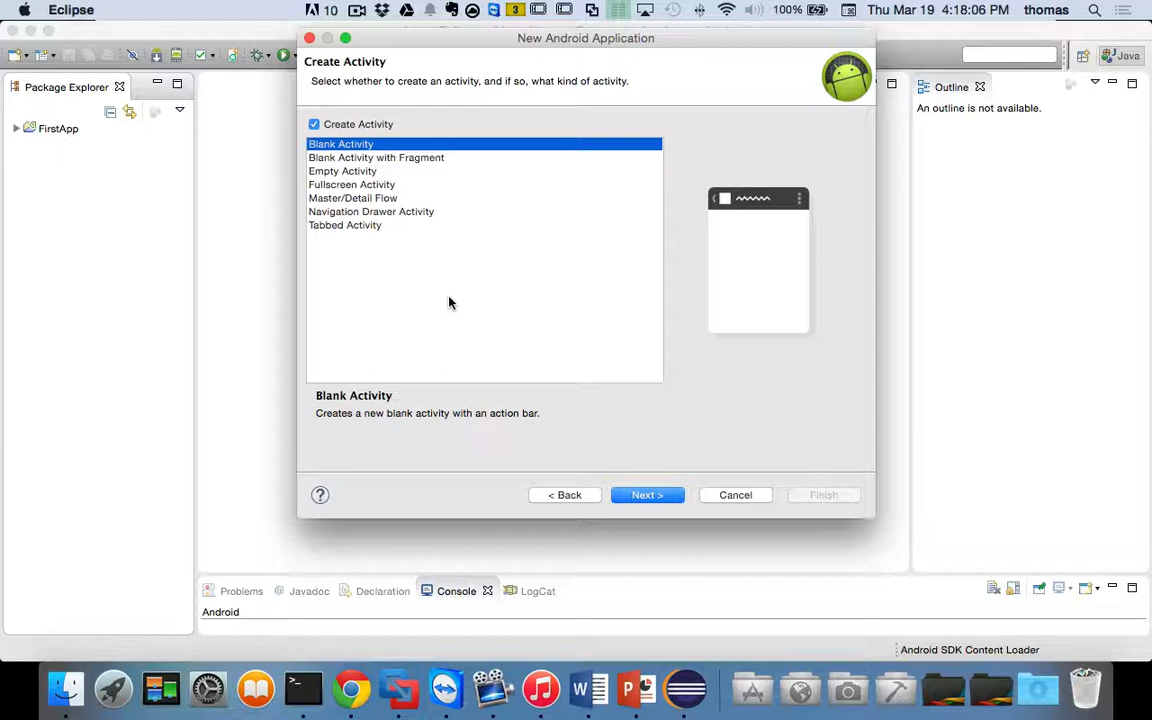 Eclipse
10
3
100%
Thu Mar 19 4:18:06 PM
thomas
New Android Application
Create Activity
Select whether to create an activity, and if so, what kind of activity.
Java
Package Explorer
Outline
An outline is not available.
FirstApp
Create Activity
Blank Activity
Blank Activity with Fragment
Empty Activity
Fullscreen Activity
Master/Detail Flow
Navigation Drawer Activity
Tabbed Activity
Blank Activity
Creates a new blank activity with an action bar.
?
< Back
Next >
Cancel
Finish
Problems
Javadoc
Declaration
Console
LogCat
Android
Android SDK Content Loader